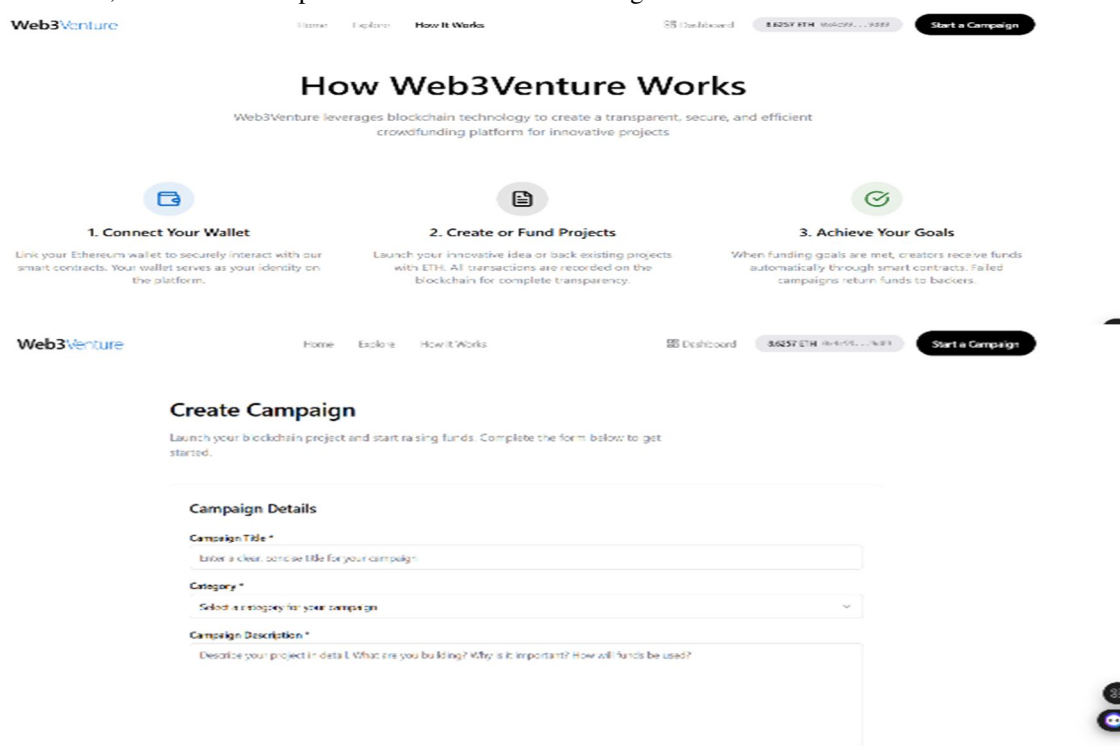 Web3Venture
Home Explore How It Works
Dashboard
8.6257 ETH
Start a Campaign
How Web3Venture Works
Web3Venture leverages blockchain technology to create a transparent, secure, and efficient
crowdfunding platform for innovative projects
1. Connect Your Wallet
Link your Ethereum wallet to securely interact with our
smart contracts. Your wallet serves as your identity on
the platform.
2. Create or Fund Projects
Launch your innovative idea or back existing projects
with ETH. All transactions are recorded on the
blockchain for complete transparency.
3. Achieve Your Goals
When funding goals are met, creators receive funds
automatically through smart contracts. Failed
campaigns return funds to backers.
Web3Venture
Home Explore How It Works
Dashboard
8.6257 ETH
Start a Campaign
Create Campaign
Launch your blockchain project and start raising funds. Complete the form below to get
started.
Campaign Details
Campaign Title *
Enter a clear, concise title for your campaign
Category *
Select a category for your campaign
Campaign Description *
Describe your project in detail. What are you building? Why is it important? How will funds be used?